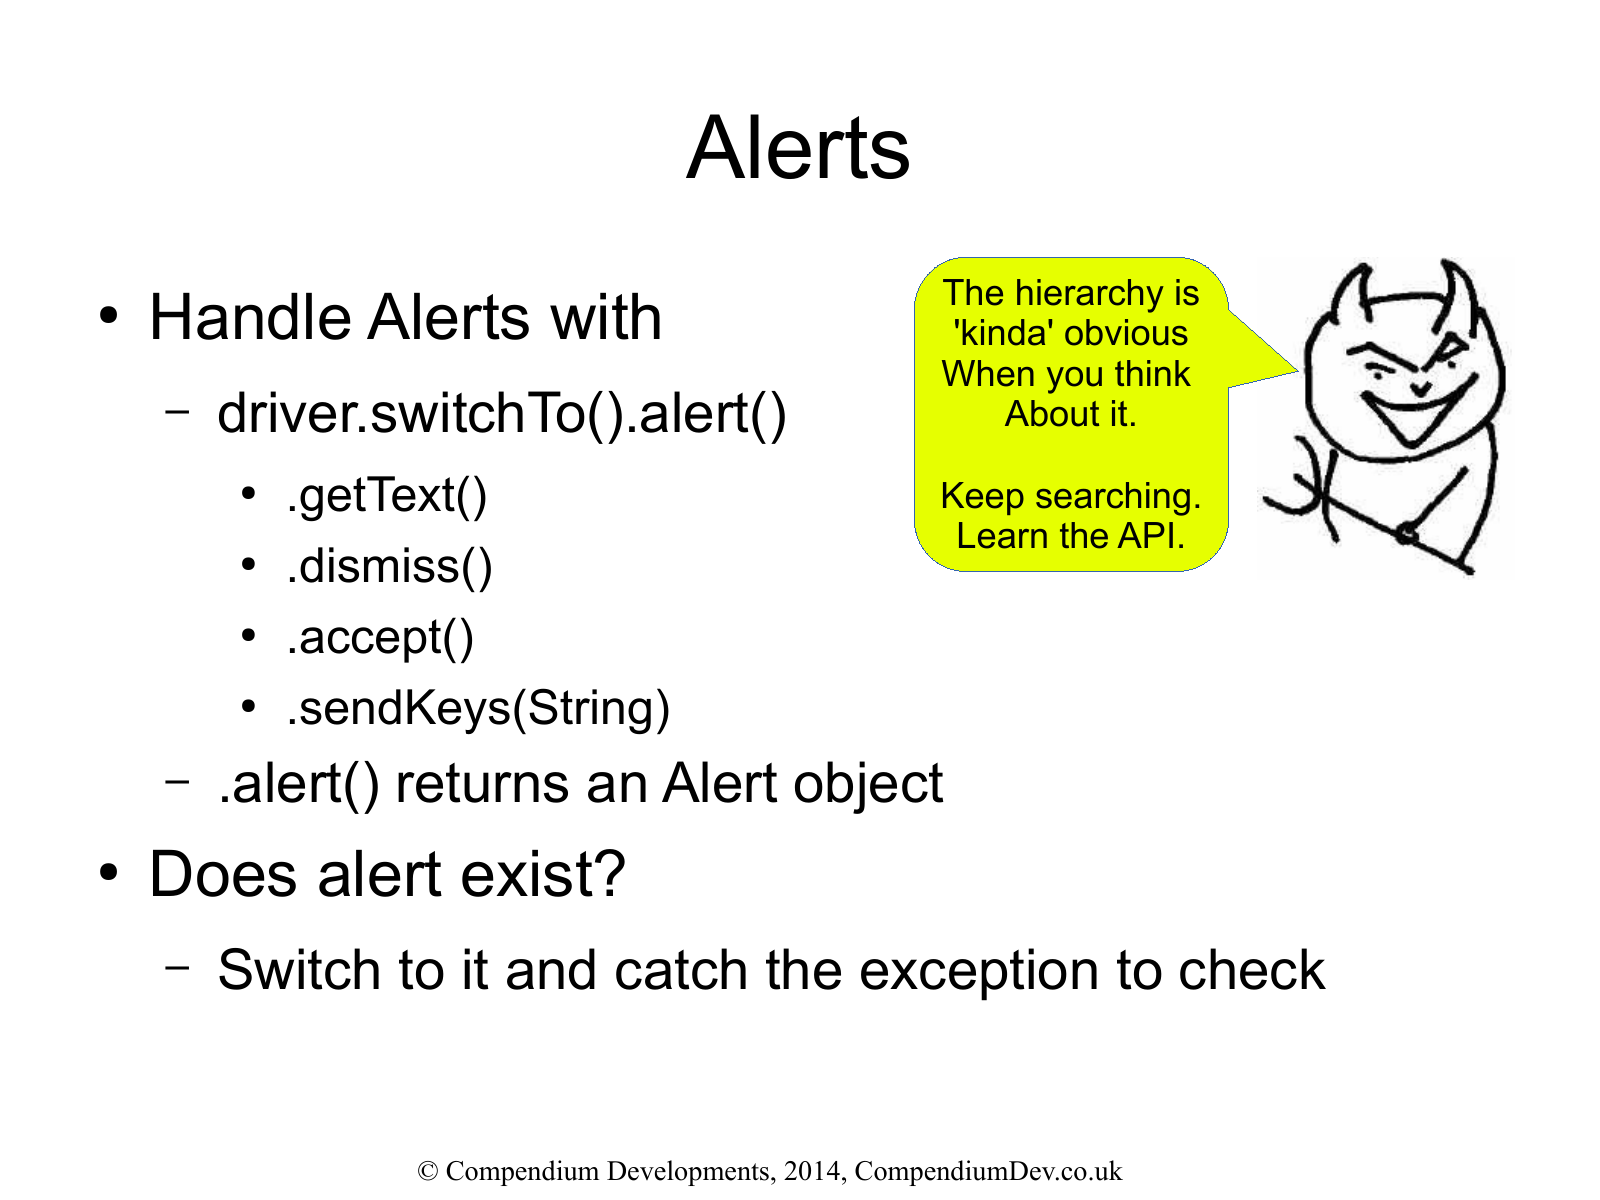 Alerts
• Handle Alerts with
– driver.switchTo().alert()
• .getText()
• .dismiss()
• .accept()
• .sendKeys(String)
– .alert() returns an Alert object
• Does alert exist?
– Switch to it and catch the exception to check
The hierarchy is
'kinda' obvious
When you think
About it.
Keep searching.
Learn the API.
© Compendium Developments, 2014, CompendiumDev.co.uk